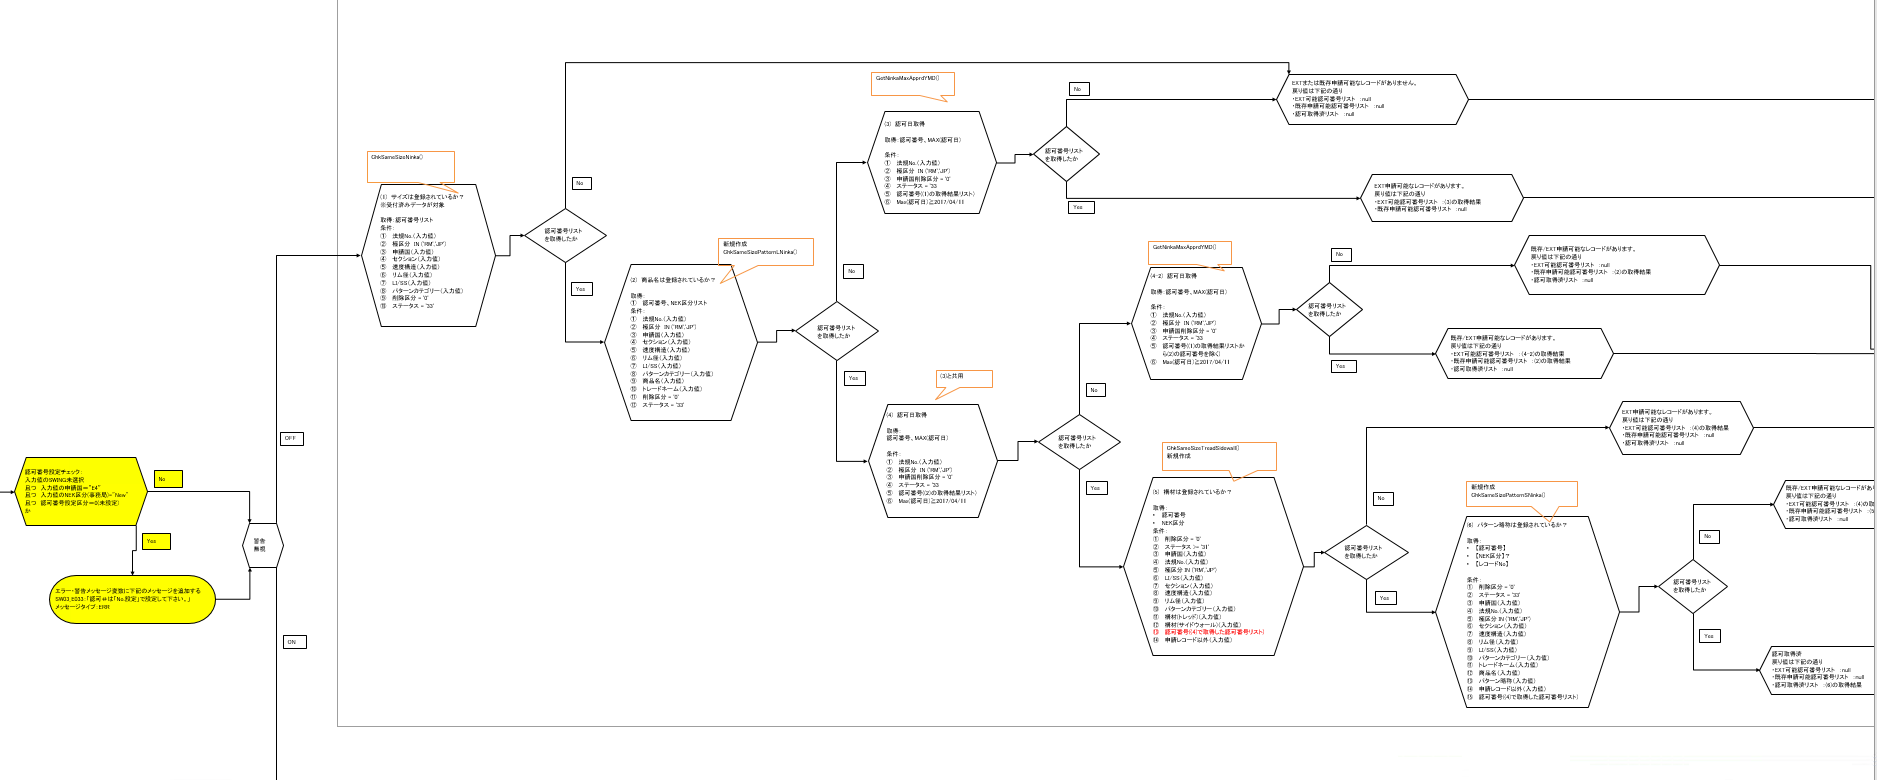 認可番号設定チェック:
入力値のSWING未選択
且つ 入力値の申請国="E4"
且つ 入力値のNEK区分(事務局)="New"
且つ 認可番号設定区分=0(未設定)
か
No
Yes
エラー・警告メッセージ変数に下記のメッセージを追加する
SW03_E033:「認可＃は「No.設定」で設定して下さい。」
メッセージタイプ:ERR
警告
無視
OFF
ON
ChkSameSizeNinka()
(1) サイズは登録されているか?
※受付済みデータが対象
取得:認可番号リスト
条件:
① 法規No.(入力値)
② 極区分 IN ('RM','JP')
③ 申請国(入力値)
④ セクション(入力値)
⑤ 速度構造(入力値)
⑥ リム径(入力値)
⑦ LI/SS(入力値)
⑧ パターンカテゴリー(入力値)
⑨ 削除区分 = '0'
⑩ ステータス = '33'
認可番号リスト
を取得したか
No
Yes
新規作成
ChkSameSizePatternLNinka()
(2) 商品名は登録されているか?
取得:
① 認可番号、NEK区分リスト
条件:
① 法規No.(入力値)
② 極区分 IN ('RM','JP')
③ 申請国(入力値)
④ セクション(入力値)
⑤ 速度構造(入力値)
⑥ リム径(入力値)
⑦ LI/SS(入力値)
⑧ パターンカテゴリー(入力値)
⑨ 商品名(入力値)
⑩ トレードネーム(入力値)
⑪ 削除区分 = '0'
⑫ ステータス = '33'
認可番号リスト
を取得したか
No
Yes
GetNinkaMaxApprdYMD()
(3) 認可日取得
取得:認可番号、MAX(認可日)
条件:
① 法規No.(入力値)
② 極区分 IN ('RM','JP')
③ 申請国削除区分 = '0'
④ ステータス = '33
⑤ 認可番号((1)の取得結果リスト)
⑥ Max(認可日)≧2017/04/11
認可番号リスト
を取得したか
No
Yes
EXTまたは既存申請可能なレコードがありません。
戻り値は下記の通り
・EXT可能認可番号リスト :null
・既存申請可能認可番号リスト :null
・認可取得済リスト :null
EXT申請可能なレコードがあります。
戻り値は下記の通り
・EXT可能認可番号リスト :(3)の取得結果
・既存申請可能認可番号リスト :null
(3)と共用
(4) 認可日取得
取得:
認可番号、MAX(認可日)
条件:
① 法規No.(入力値)
② 極区分 IN ('RM','JP')
③ 申請国削除区分 = '0'
④ ステータス = '33
⑤ 認可番号((2)の取得結果リスト)
⑥ Max(認可日)≧2017/04/11
認可番号リスト
を取得したか
No
Yes
GetNinkaMaxApprdYMD()
(4-2) 認可日取得
取得:認可番号、MAX(認可日)
条件:
① 法規No.(入力値)
② 極区分 IN ('RM','JP')
③ 申請国削除区分 = '0'
④ ステータス = '33
⑤ 認可番号((1)の取得結果リストか
ら(2)の認可番号を除く)
⑥ Max(認可日)≧2017/04/11
認可番号リスト
を取得したか
No
Yes
既存/EXT申請可能なレコードがあります。
戻り値は下記の通り
・EXT可能認可番号リスト :null
・既存申請可能認可番号リスト :(2)の取得結果
・認可取得済リスト :null
既存/EXT申請可能なレコードがあります。
戻り値は下記の通り
・EXT可能認可番号リスト :(4-2)の取得結果
・既存申請可能認可番号リスト :(2)の取得結果
・認可取得済リスト :null
ChkSameSizeTreadSidewall()
新規作成
(5) 構材は登録されているか?
取得:
・ 認可番号
・ NEK区分
条件:
① 削除区分 = '0'
② ステータス >= '31'
③ 申請国(入力値)
④ 法規No.(入力値)
⑤ 極区分 IN ('RM','JP')
⑥ LI/SS(入力値)
⑦ セクション(入力値)
⑧ 速度構造(入力値)
⑨ リム径(入力値)
⑩ パターンカテゴリー(入力値)
⑪ 構材(トレッド)(入力値)
⑫ 構材(サイドウォール)(入力値)
⑬ 認可番号((4)で取得した認可番号リスト)
⑭ 申請レコード以外(入力値)
認可番号リスト
を取得したか
No
Yes
EXT申請可能なレコードがあります。
戻り値は下記の通り
・EXT可能認可番号リスト :(4)の取得結果
・既存申請可能認可番号リスト :null
・認可取得済リスト :null
新規作成
ChkSameSizePatternSNinka()
(6) パターン略称は登録されているか?
取得:
・ 【認可番号】
・ 【NEK区分】?
・ 【レコードNo】
条件:
① 削除区分 = '0'
② ステータス = '33'
③ 申請国(入力値)
④ 法規No.(入力値)
⑤ 極区分 IN ('RM','JP')
⑥ セクション(入力値)
⑦ 速度構造(入力値)
⑧ リム径(入力値)
⑨ LI/SS(入力値)
⑩ パターンカテゴリー(入力値)
⑪ トレードネーム(入力値)
⑫ 商品名(入力値)
⑬ パターン略称(入力値)
⑭ 申請レコード以外(入力値)
⑮ 認可番号((4)で取得した認可番号リスト)
認可番号リスト
を取得したか
No
Yes
既存/EXT申請可能なレコードがあり
戻り値は下記の通り
・EXT可能認可番号リスト :(4)の取
・既存申請可能認可番号リスト :(5
・認可取得済リスト :null
認可取得済
戻り値は下記の通り
・EXT可能認可番号リスト :null
・既存申請可能認可番号リスト :null
・認可取得済リスト :(6)の取得結果